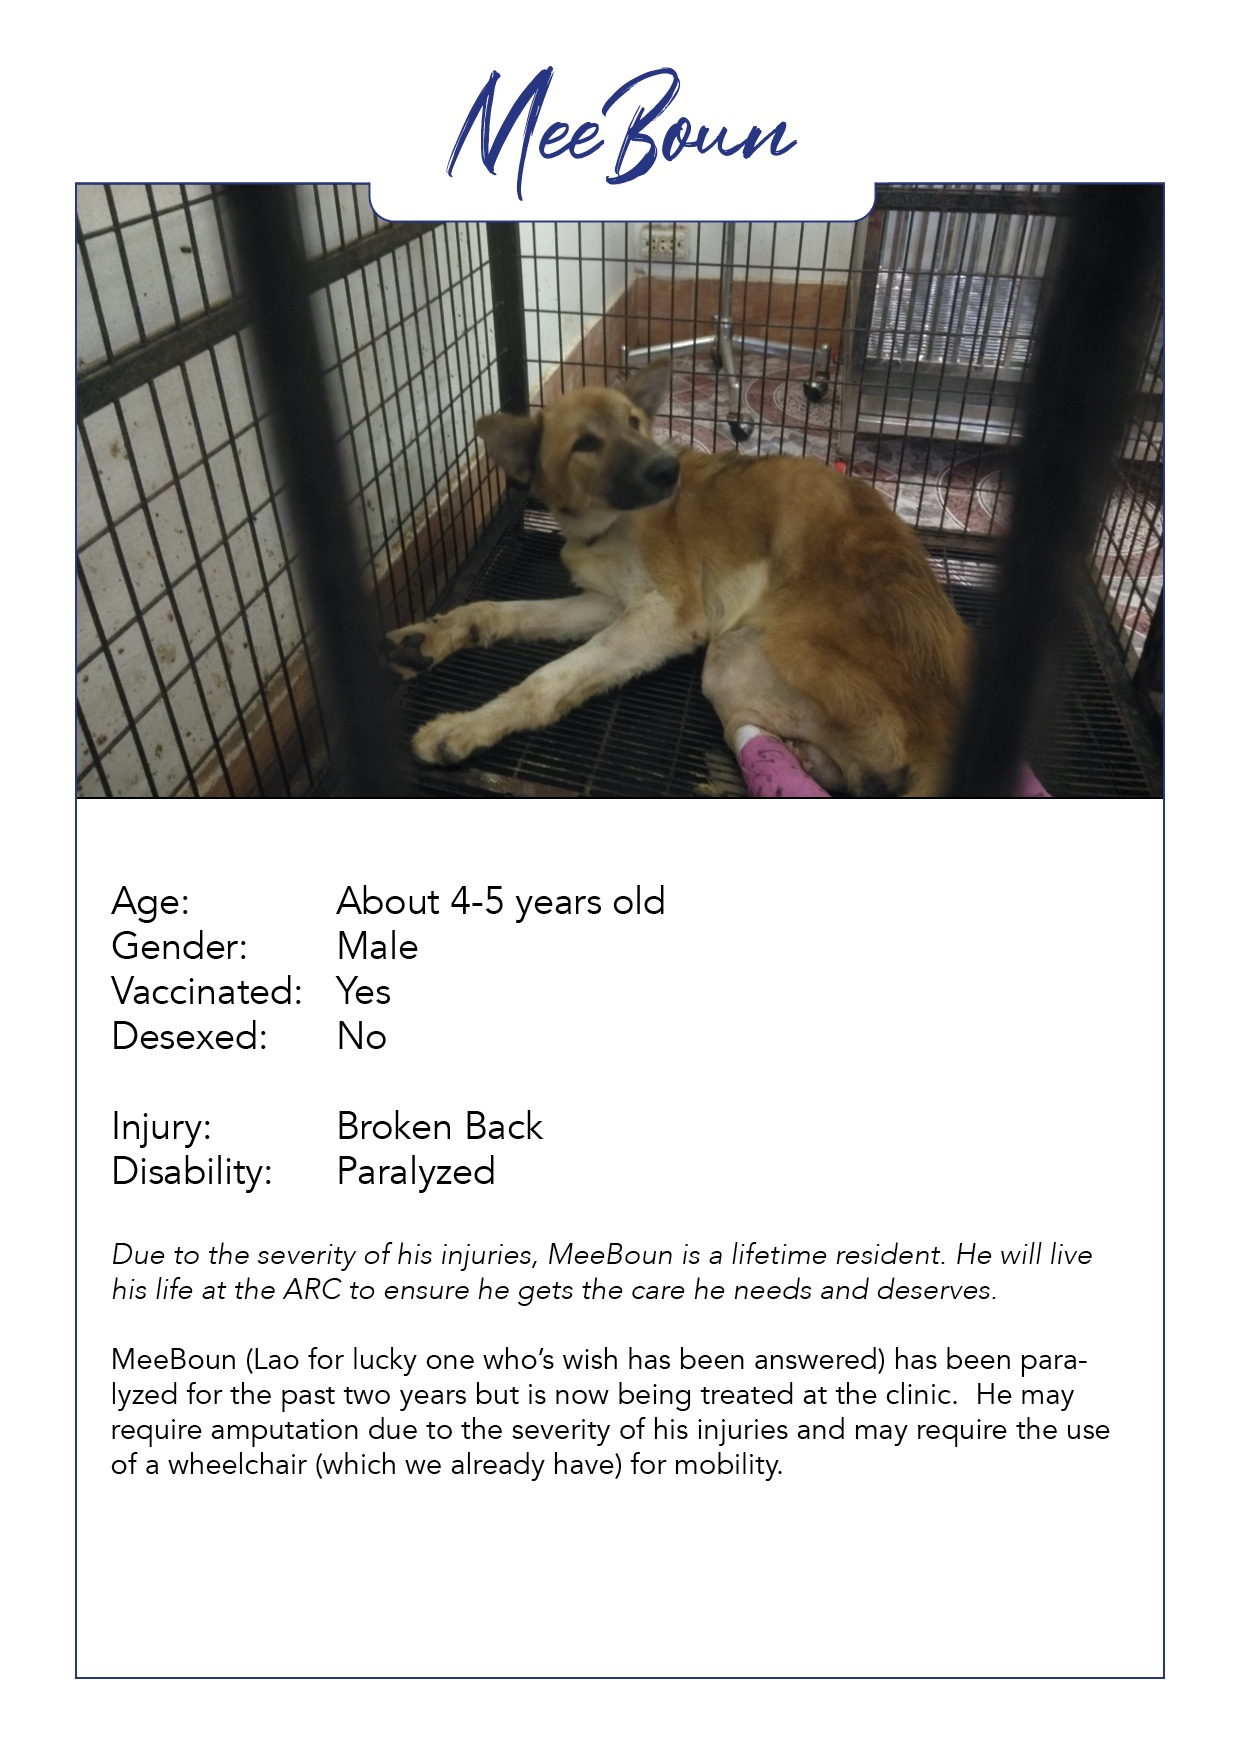 MeeBoun
Age: About 4-5 years old
Gender: Male
Vaccinated: Yes
Desexed: No
Injury: Broken Back
Disability: Paralyzed
Due to the severity of his injuries, MeeBoun is a lifetime resident. He will live
his life at the ARC to ensure he gets the care he needs and deserves.
MeeBoun (Lao for lucky one who's wish has been answered) has been para-
lyzed for the past two years but is now being treated at the clinic.  He may
require amputation due to the severity of his injuries and may require the use
of a wheelchair (which we already have) for mobility.